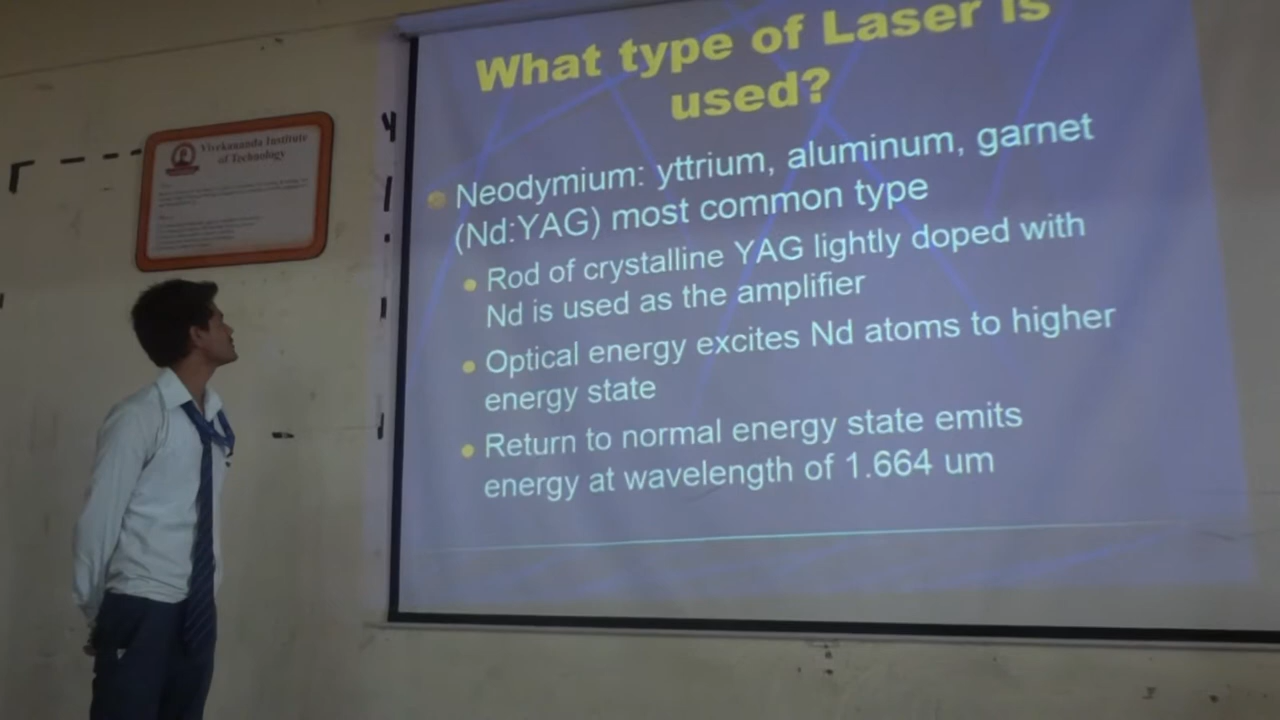 What type of Laser is
used?
Vivekananda Institute
of Technology
Neodymium: yttrium, aluminum, garnet
(Nd:YAG) most common type
Rod of crystalline YAG lightly doped with
Nd is used as the amplifier
Optical energy excites Nd atoms to higher
energy state
Return to normal energy state emits
energy at wavelength of 1.664 um